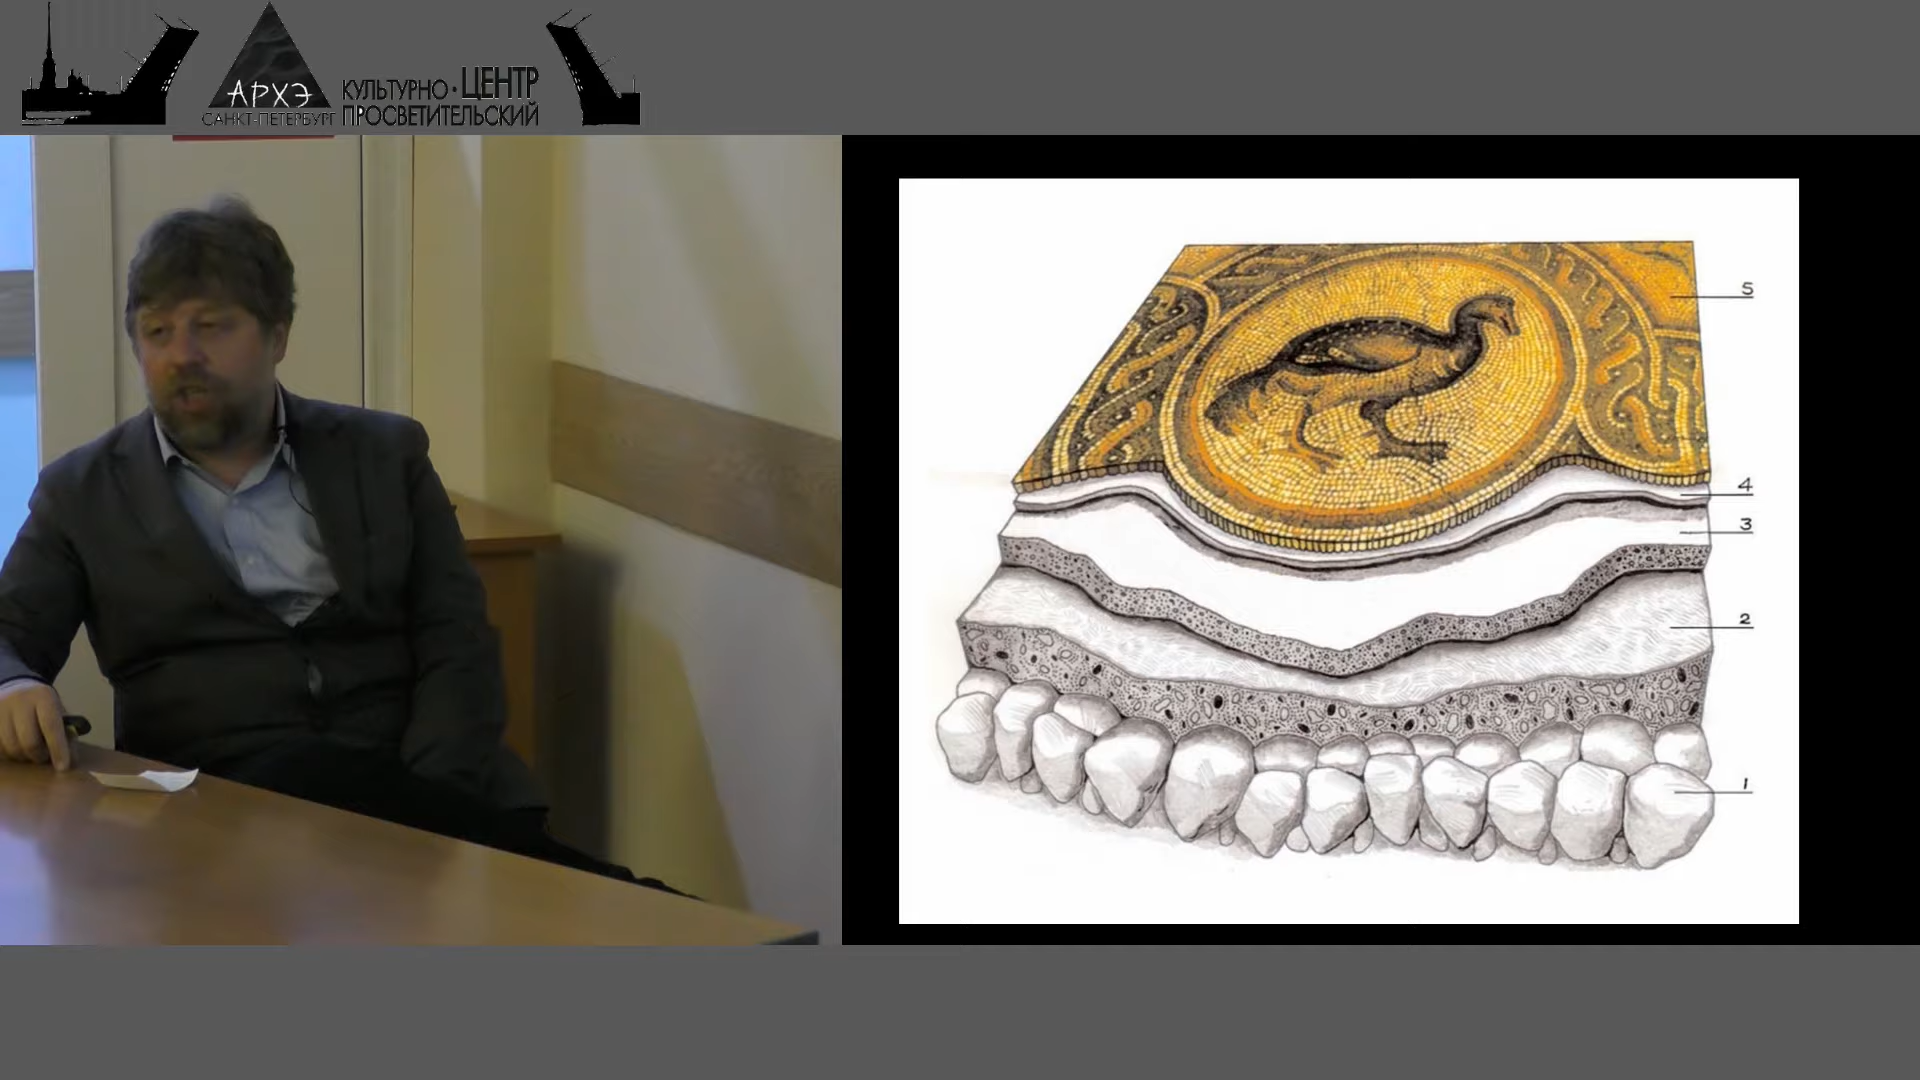 АРХЭ
САНКТ-ПЕТЕРБУРГ
КУЛЬТУРНО·ЦЕНТР
ПРОСВЕТИТЕЛЬСКИЙ
5
4
3
2
1